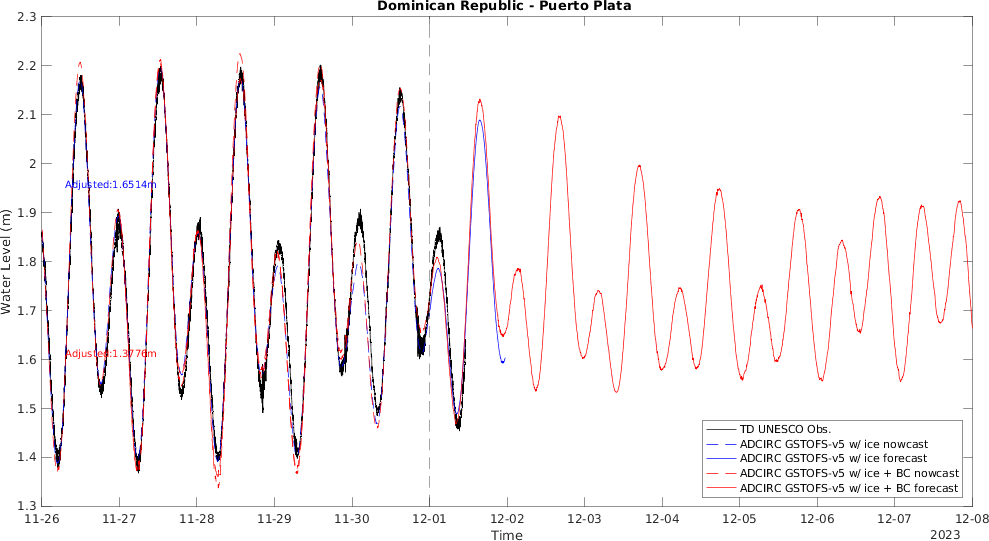 Dominican Republic - Puerto Plata
Water Level (m)
2.3
2.2
2.1
2
1.9
1.8
1.7
1.6
1.5
1.4
1.3
Adjusted:1.6514m
Adjusted:1.3776m
TD UNESCO Obs.
ADCIRC GSTOFS-v5 w/ ice nowcast
ADCIRC GSTOFS-v5 w/ ice forecast
ADCIRC GSTOFS-v5 w/ ice + BC nowcast
ADCIRC GSTOFS-v5 w/ ice + BC forecast
11-26 11-27 11-28 11-29 11-30 12-01 12-02 12-03 12-04 12-05 12-06 12-07 12-08
Time
2023